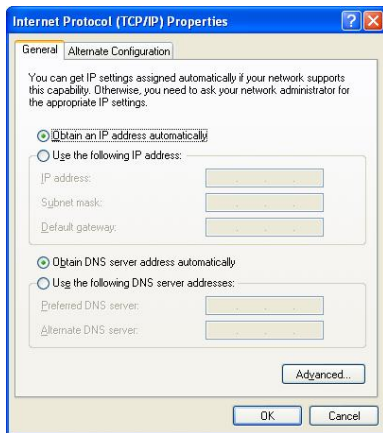 Internet Protocol (TCP/IP) Properties
General
Alternate Configuration
You can get IP settings assigned automatically if your network supports
this capability. Otherwise, you need to ask your network administrator for
the appropriate IP settings.
Obtain an IP address automatically
Use the following IP address:
IP address:
Subnet mask:
Default gateway:
Obtain DNS server address automatically
Use the following DNS server addresses:
Preferred DNS server:
Alternate DNS server:
Advanced...
OK
Cancel